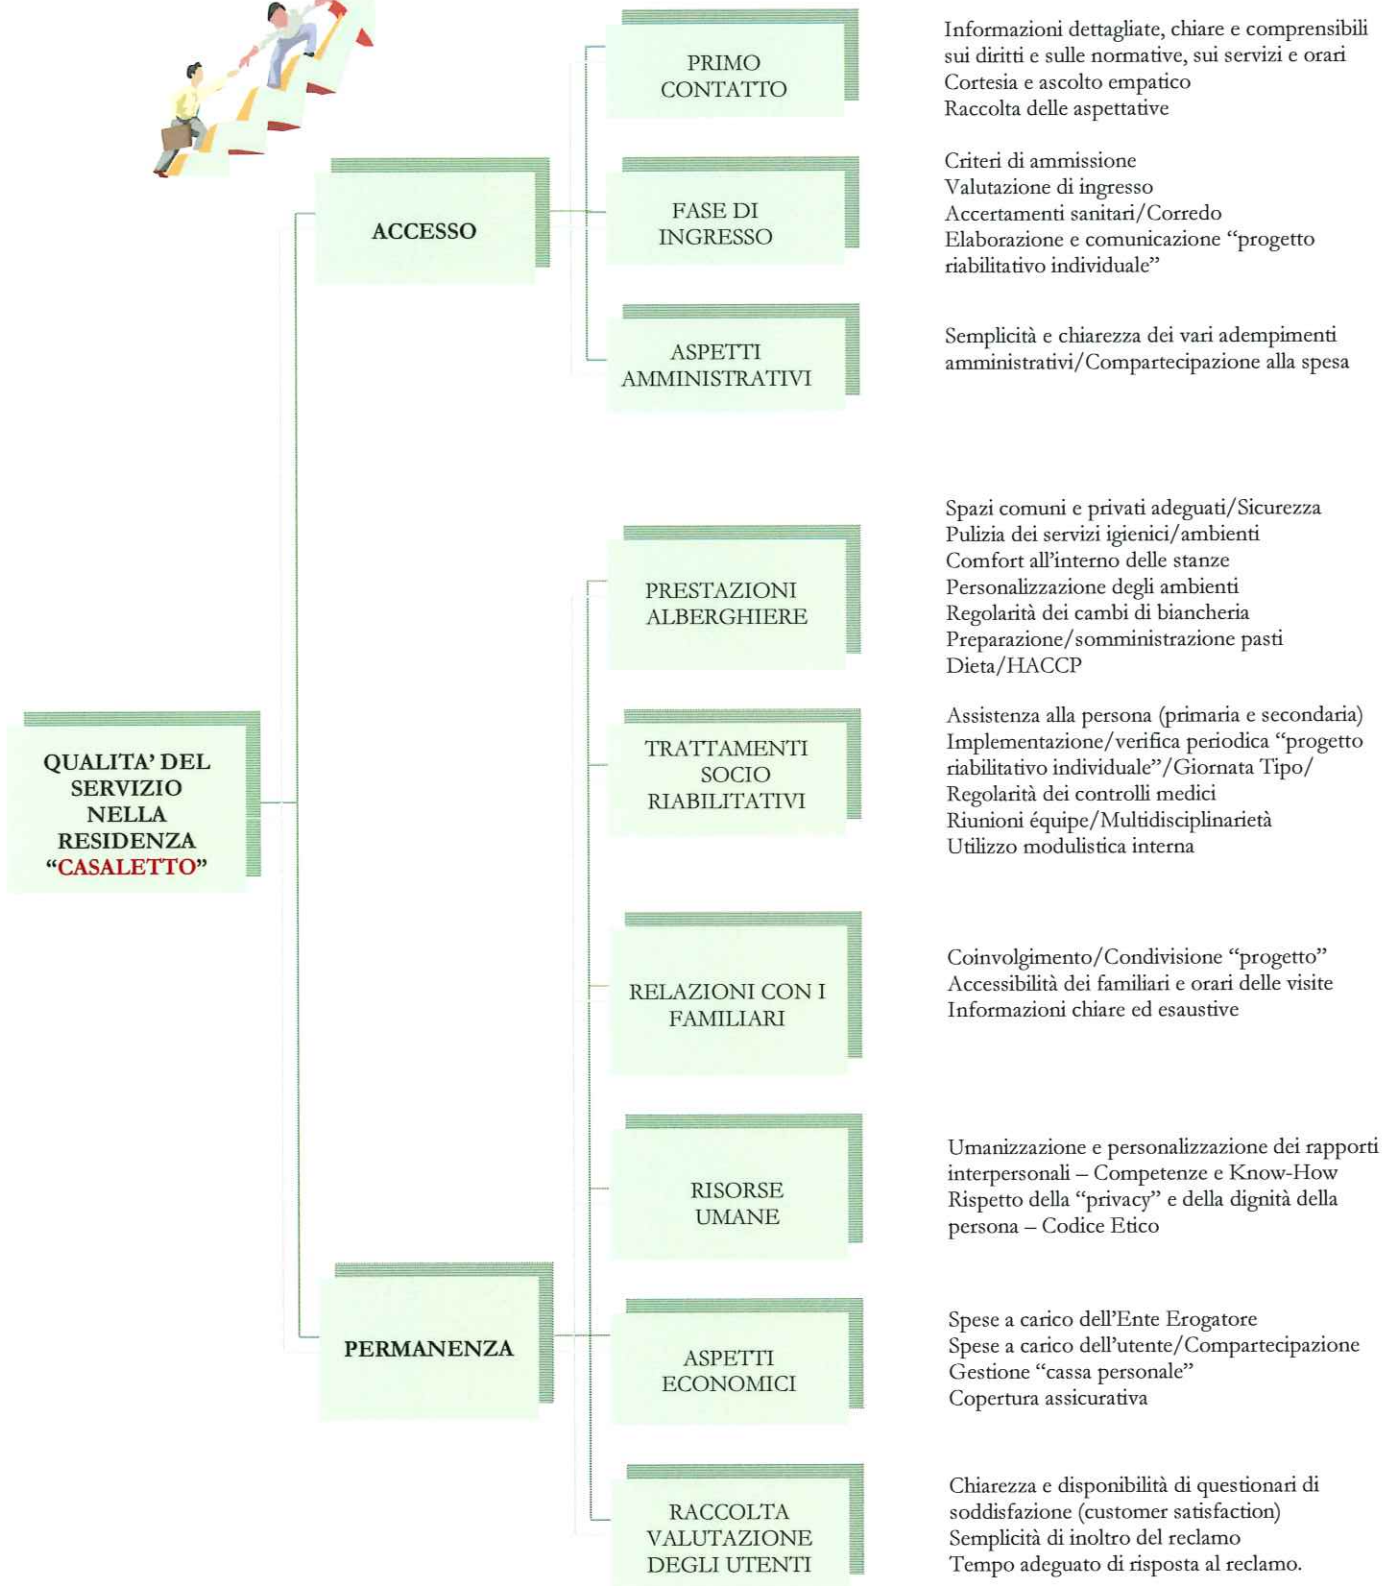 PRIMO
CONTATTO
Informazioni dettagliate, chiare e comprensibili
sui diritti e sulle normative, sui servizi e orari
Cortesia e ascolto empatico
Raccolta delle aspettative
ACCESSO
FASE DI
INGRESSO
Criteri di ammissione
Valutazione di ingresso
Accertamenti sanitari/Corredo
Elaborazione e comunicazione “progetto
riabilitativo individuale”
ASPETTI
AMMINISTRATIVI
Semplicità e chiarezza dei vari adempimenti
amministrativi/Compartecipazione alla spesa
PRESTAZIONI
ALBERGHIERE
Spazi comuni e privati adeguati/Sicurezza
Pulizia dei servizi igienici/ambienti
Comfort all’interno delle stanze
Personalizzazione degli ambienti
Regolarità dei cambi di biancheria
Preparazione/somministrazione pasti
Dieta/HACCP
QUALITA’ DEL
SERVIZIO
NELLA
RESIDENZA
“CASALETTO”
TRATTAMENTI
SOCIO
RIABILITATIVI
Assistenza alla persona (primaria e secondaria)
Implementazione/verifica periodica “progetto
riabilitativo individuale”/Giornata Tipo/
Regolarità dei controlli medici
Riunioni équipe/Multidisciplinarietà
Utilizzo modulistica interna
RELAZIONI CON I
FAMILIARI
Coinvolgimento/Condivisione “progetto”
Accessibilità dei familiari e orari delle visite
Informazioni chiare ed esaustive
RISORSE
UMANE
Umanizzazione e personalizzazione dei rapporti
interpersonali – Competenze e Know-How
Rispetto della “privacy” e della dignità della
persona – Codice Etico
PERMANENZA
ASPETTI
ECONOMICI
Spese a carico dell’Ente Erogatore
Spese a carico dell’utente/Compartecipazione
Gestione “cassa personale”
Copertura assicurativa
RACCOLTA
VALUTAZIONE
DEGLI UTENTI
Chiarezza e disponibilità di questionari di
soddisfazione (customer satisfaction)
Semplicità di inoltro del reclamo
Tempo adeguato di risposta al reclamo.